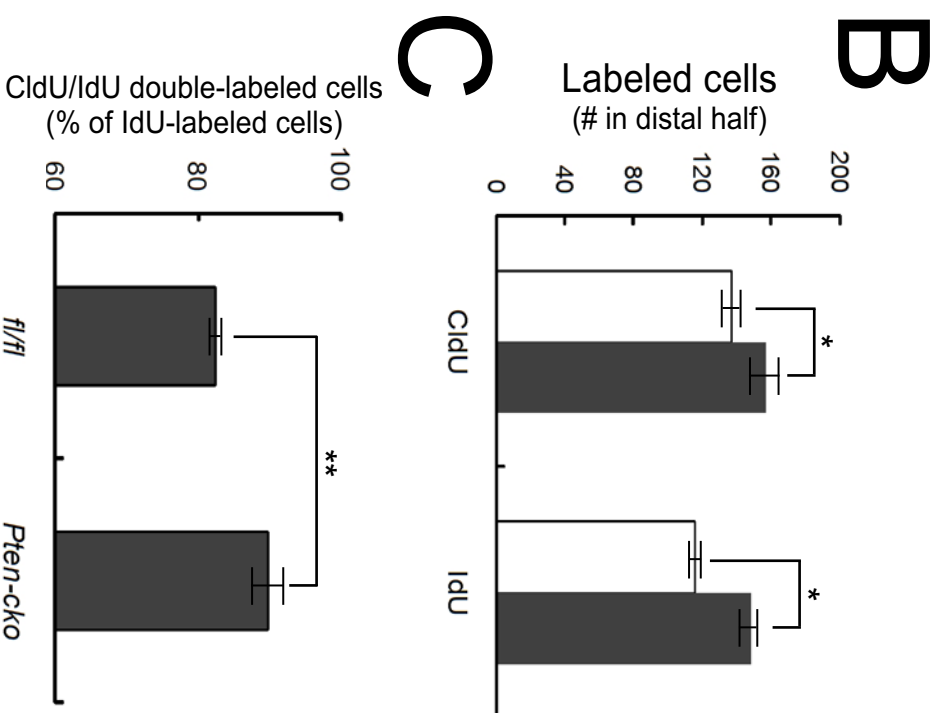 B
Labeled cells
(# in distal half)
200
160
120
80
40
0
*
*
CldU
IdU
C
CldU/IdU double-labeled cells
(% of IdU-labeled cells)
100
80
60
**
fl/fl
Pten-cko